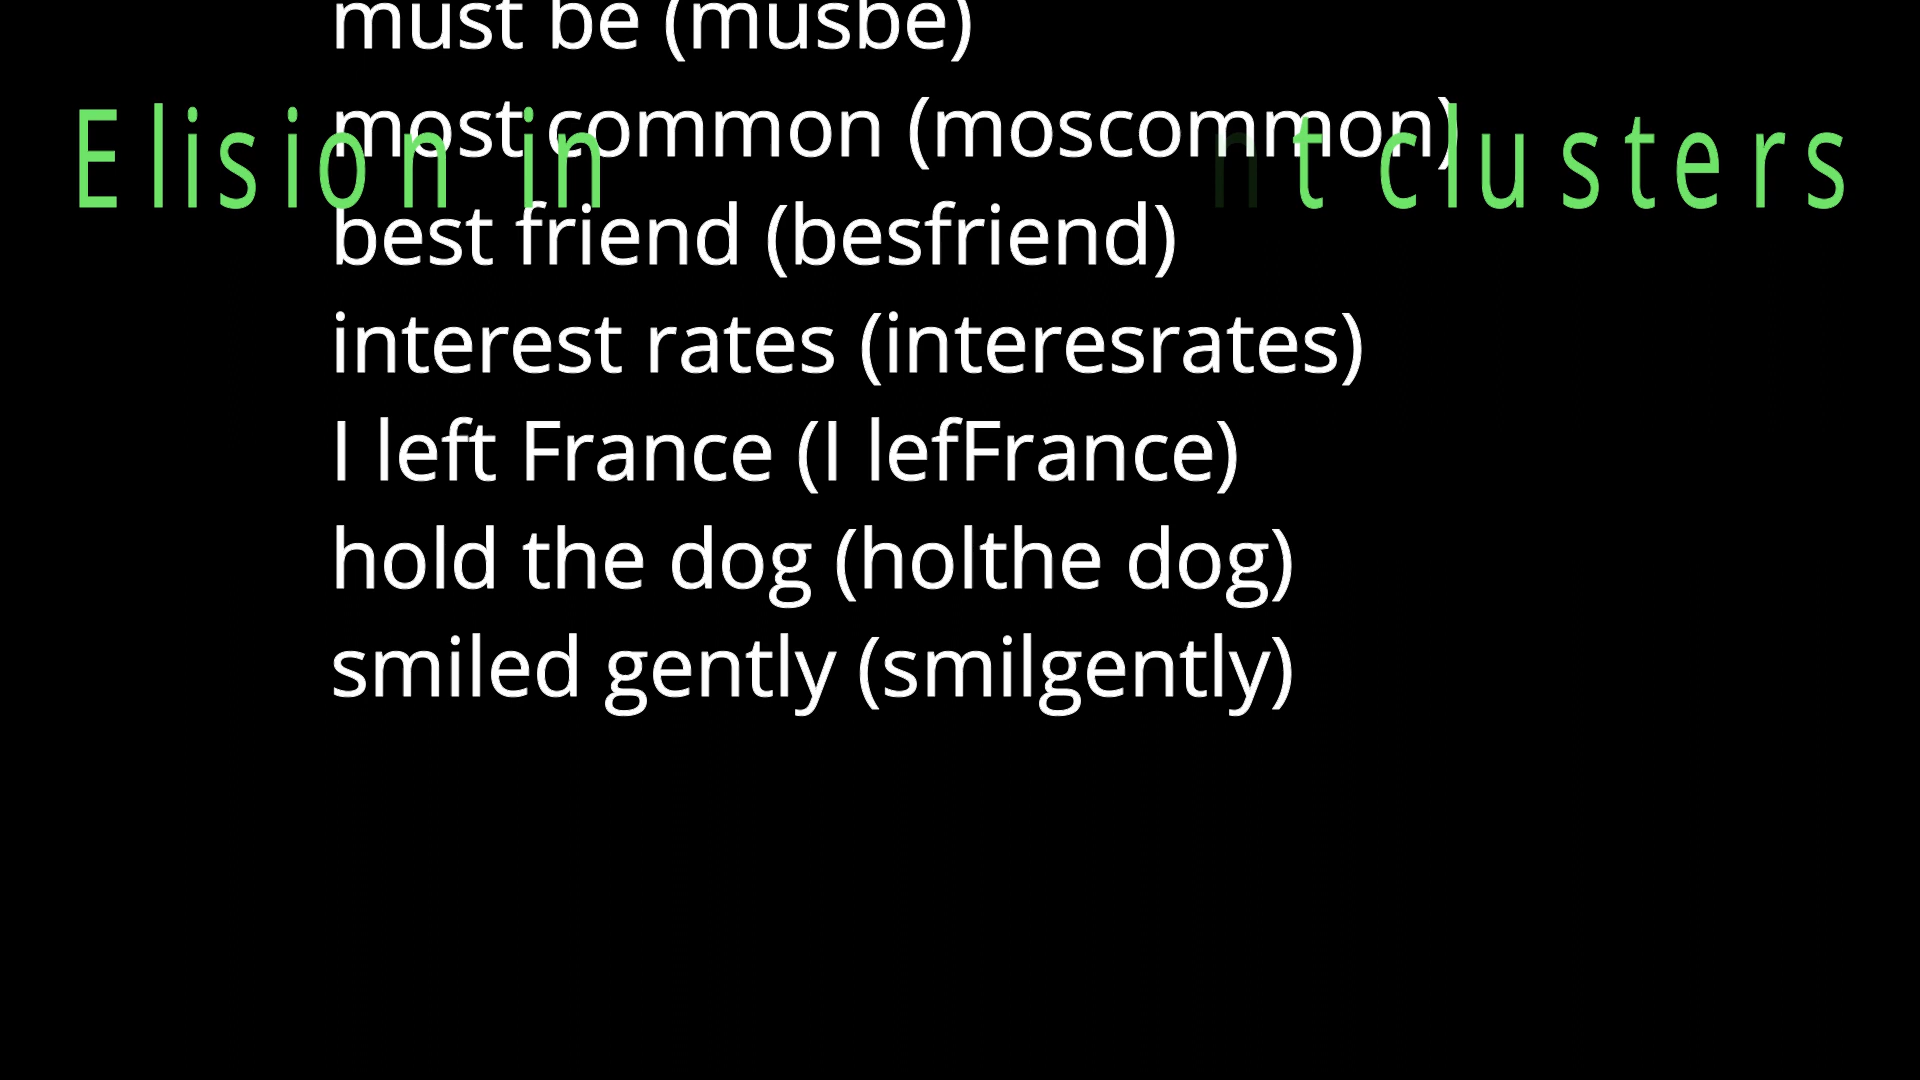 must be (musbe)
most common (moscommon)
Elision in nt clusters
best friend (besfriend)
interest rates (interesrates)
I left France (I lefFrance)
hold the dog (holthe dog)
smiled gently (smilgently)